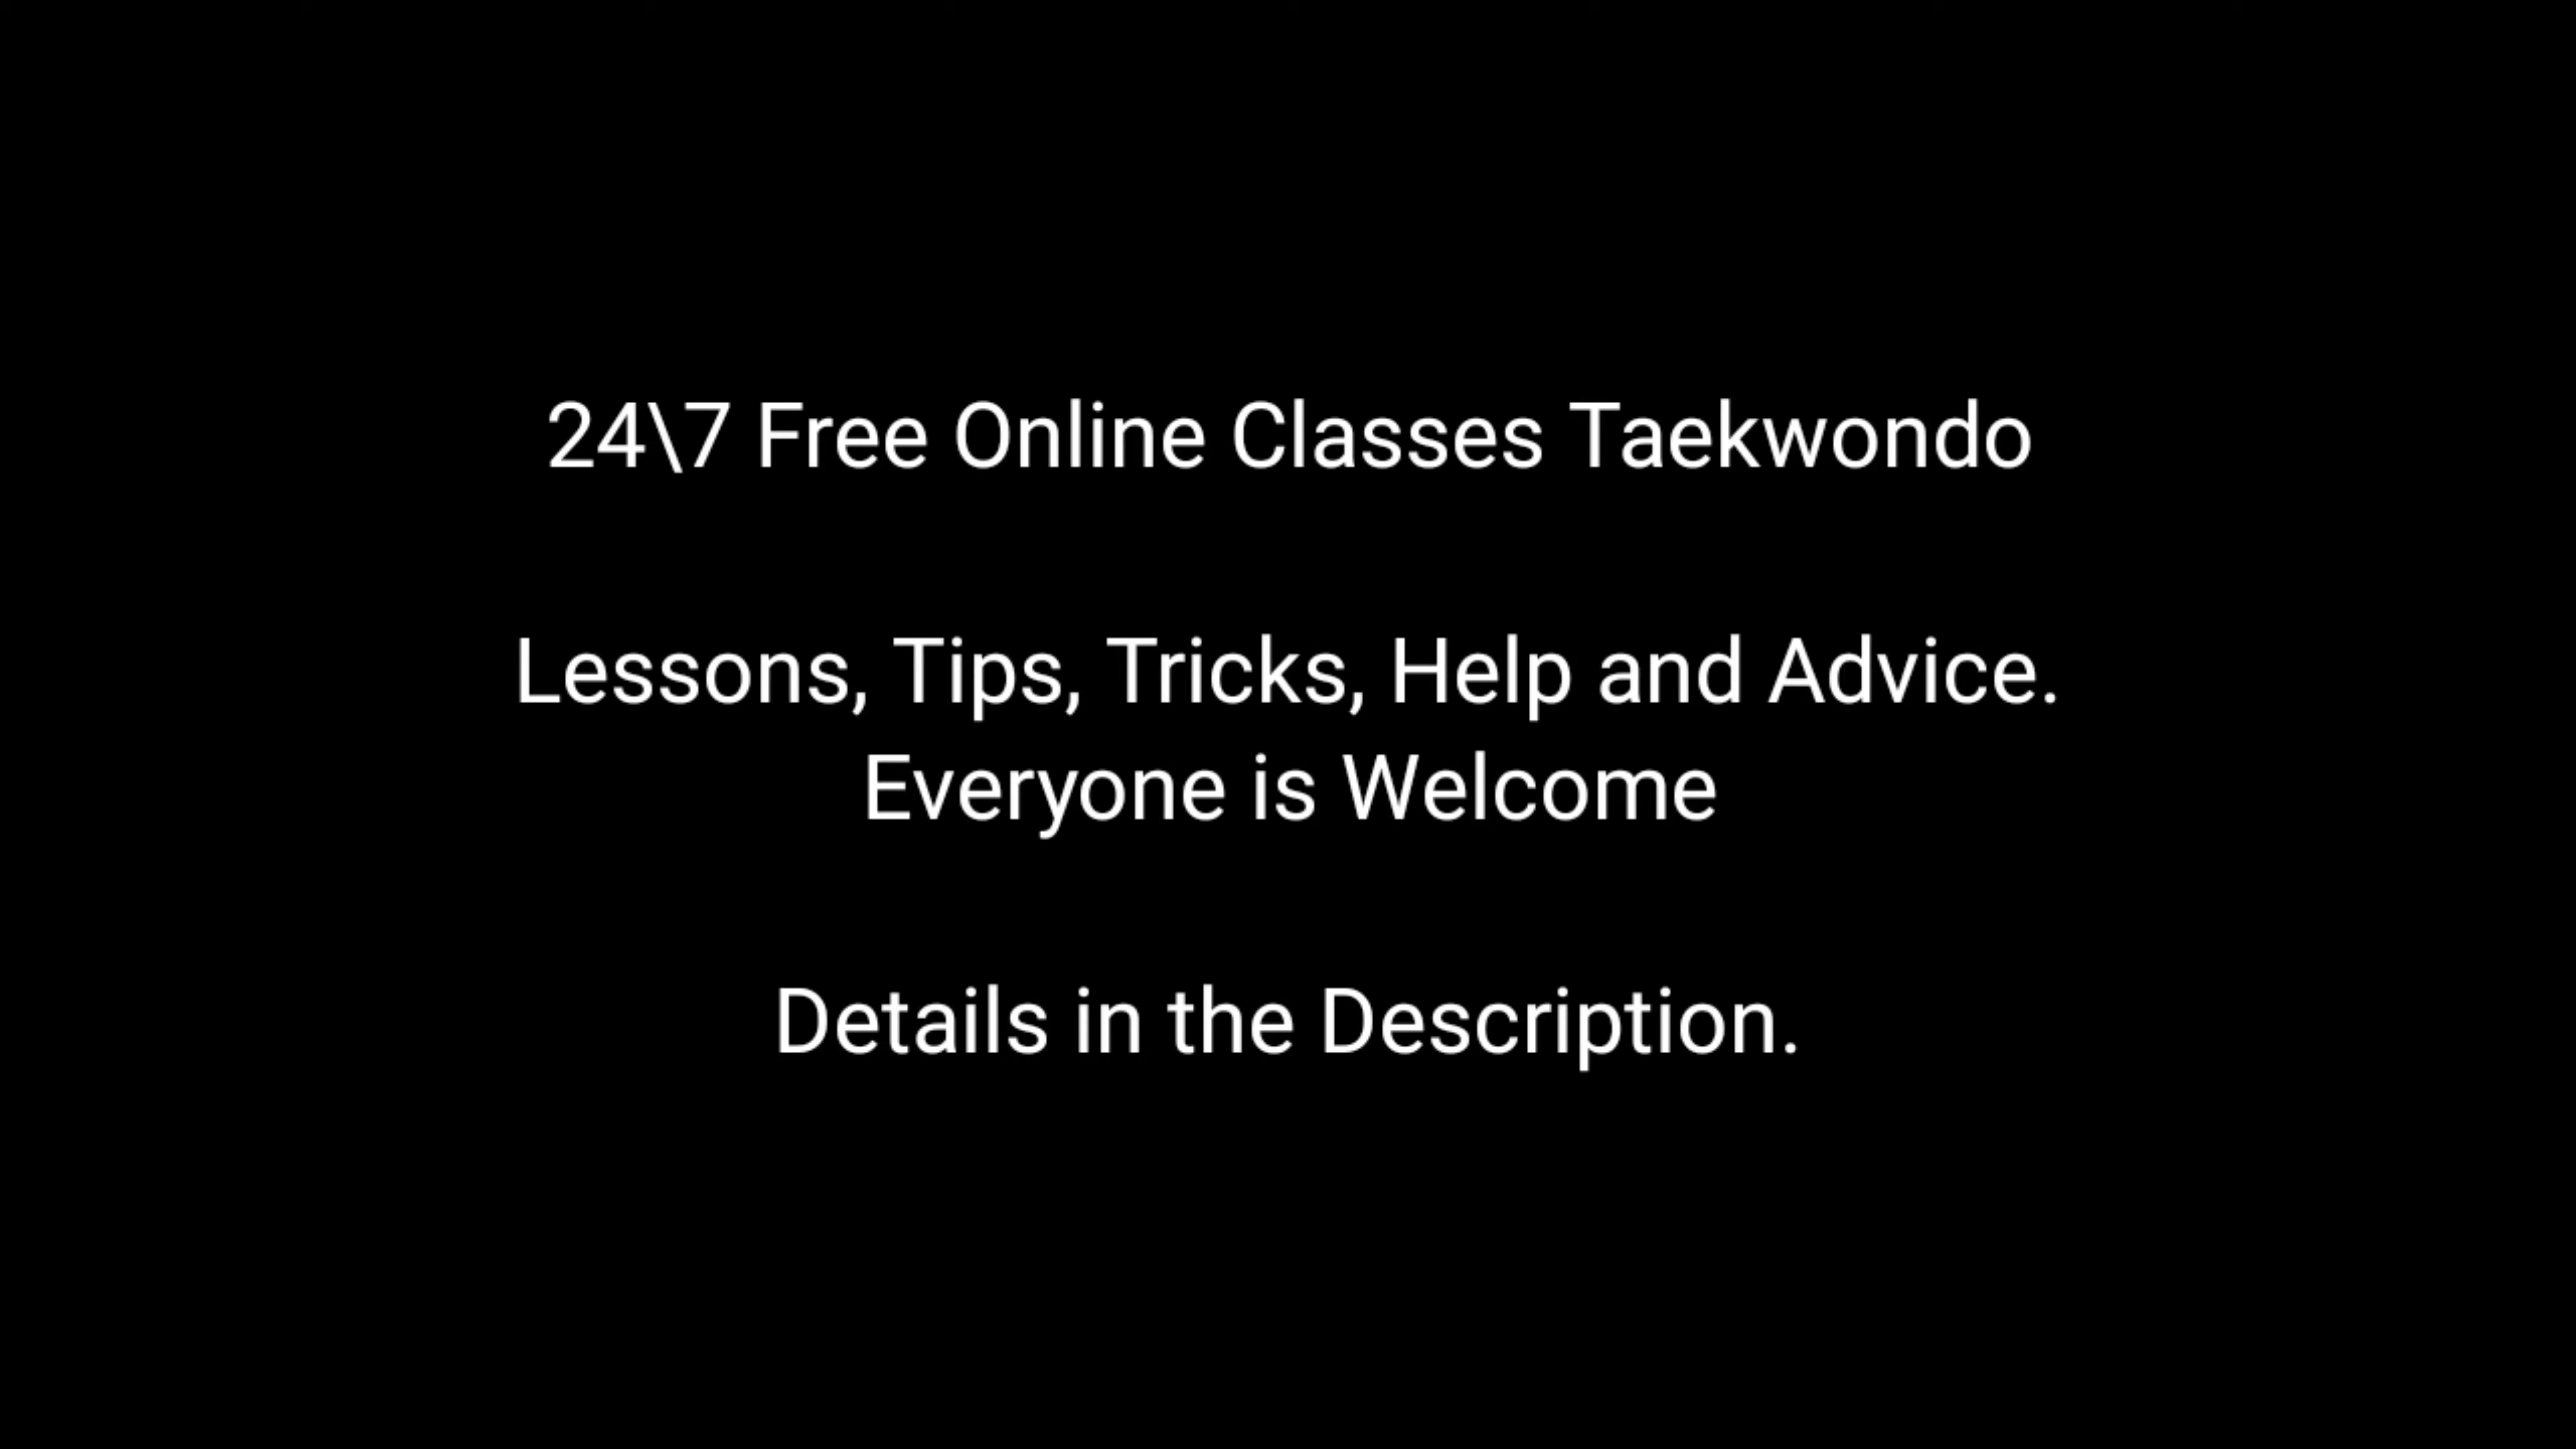 24\7 Free Online Classes Taekwondo
Lessons, Tips, Tricks, Help and Advice.
Everyone is Welcome
Details in the Description.